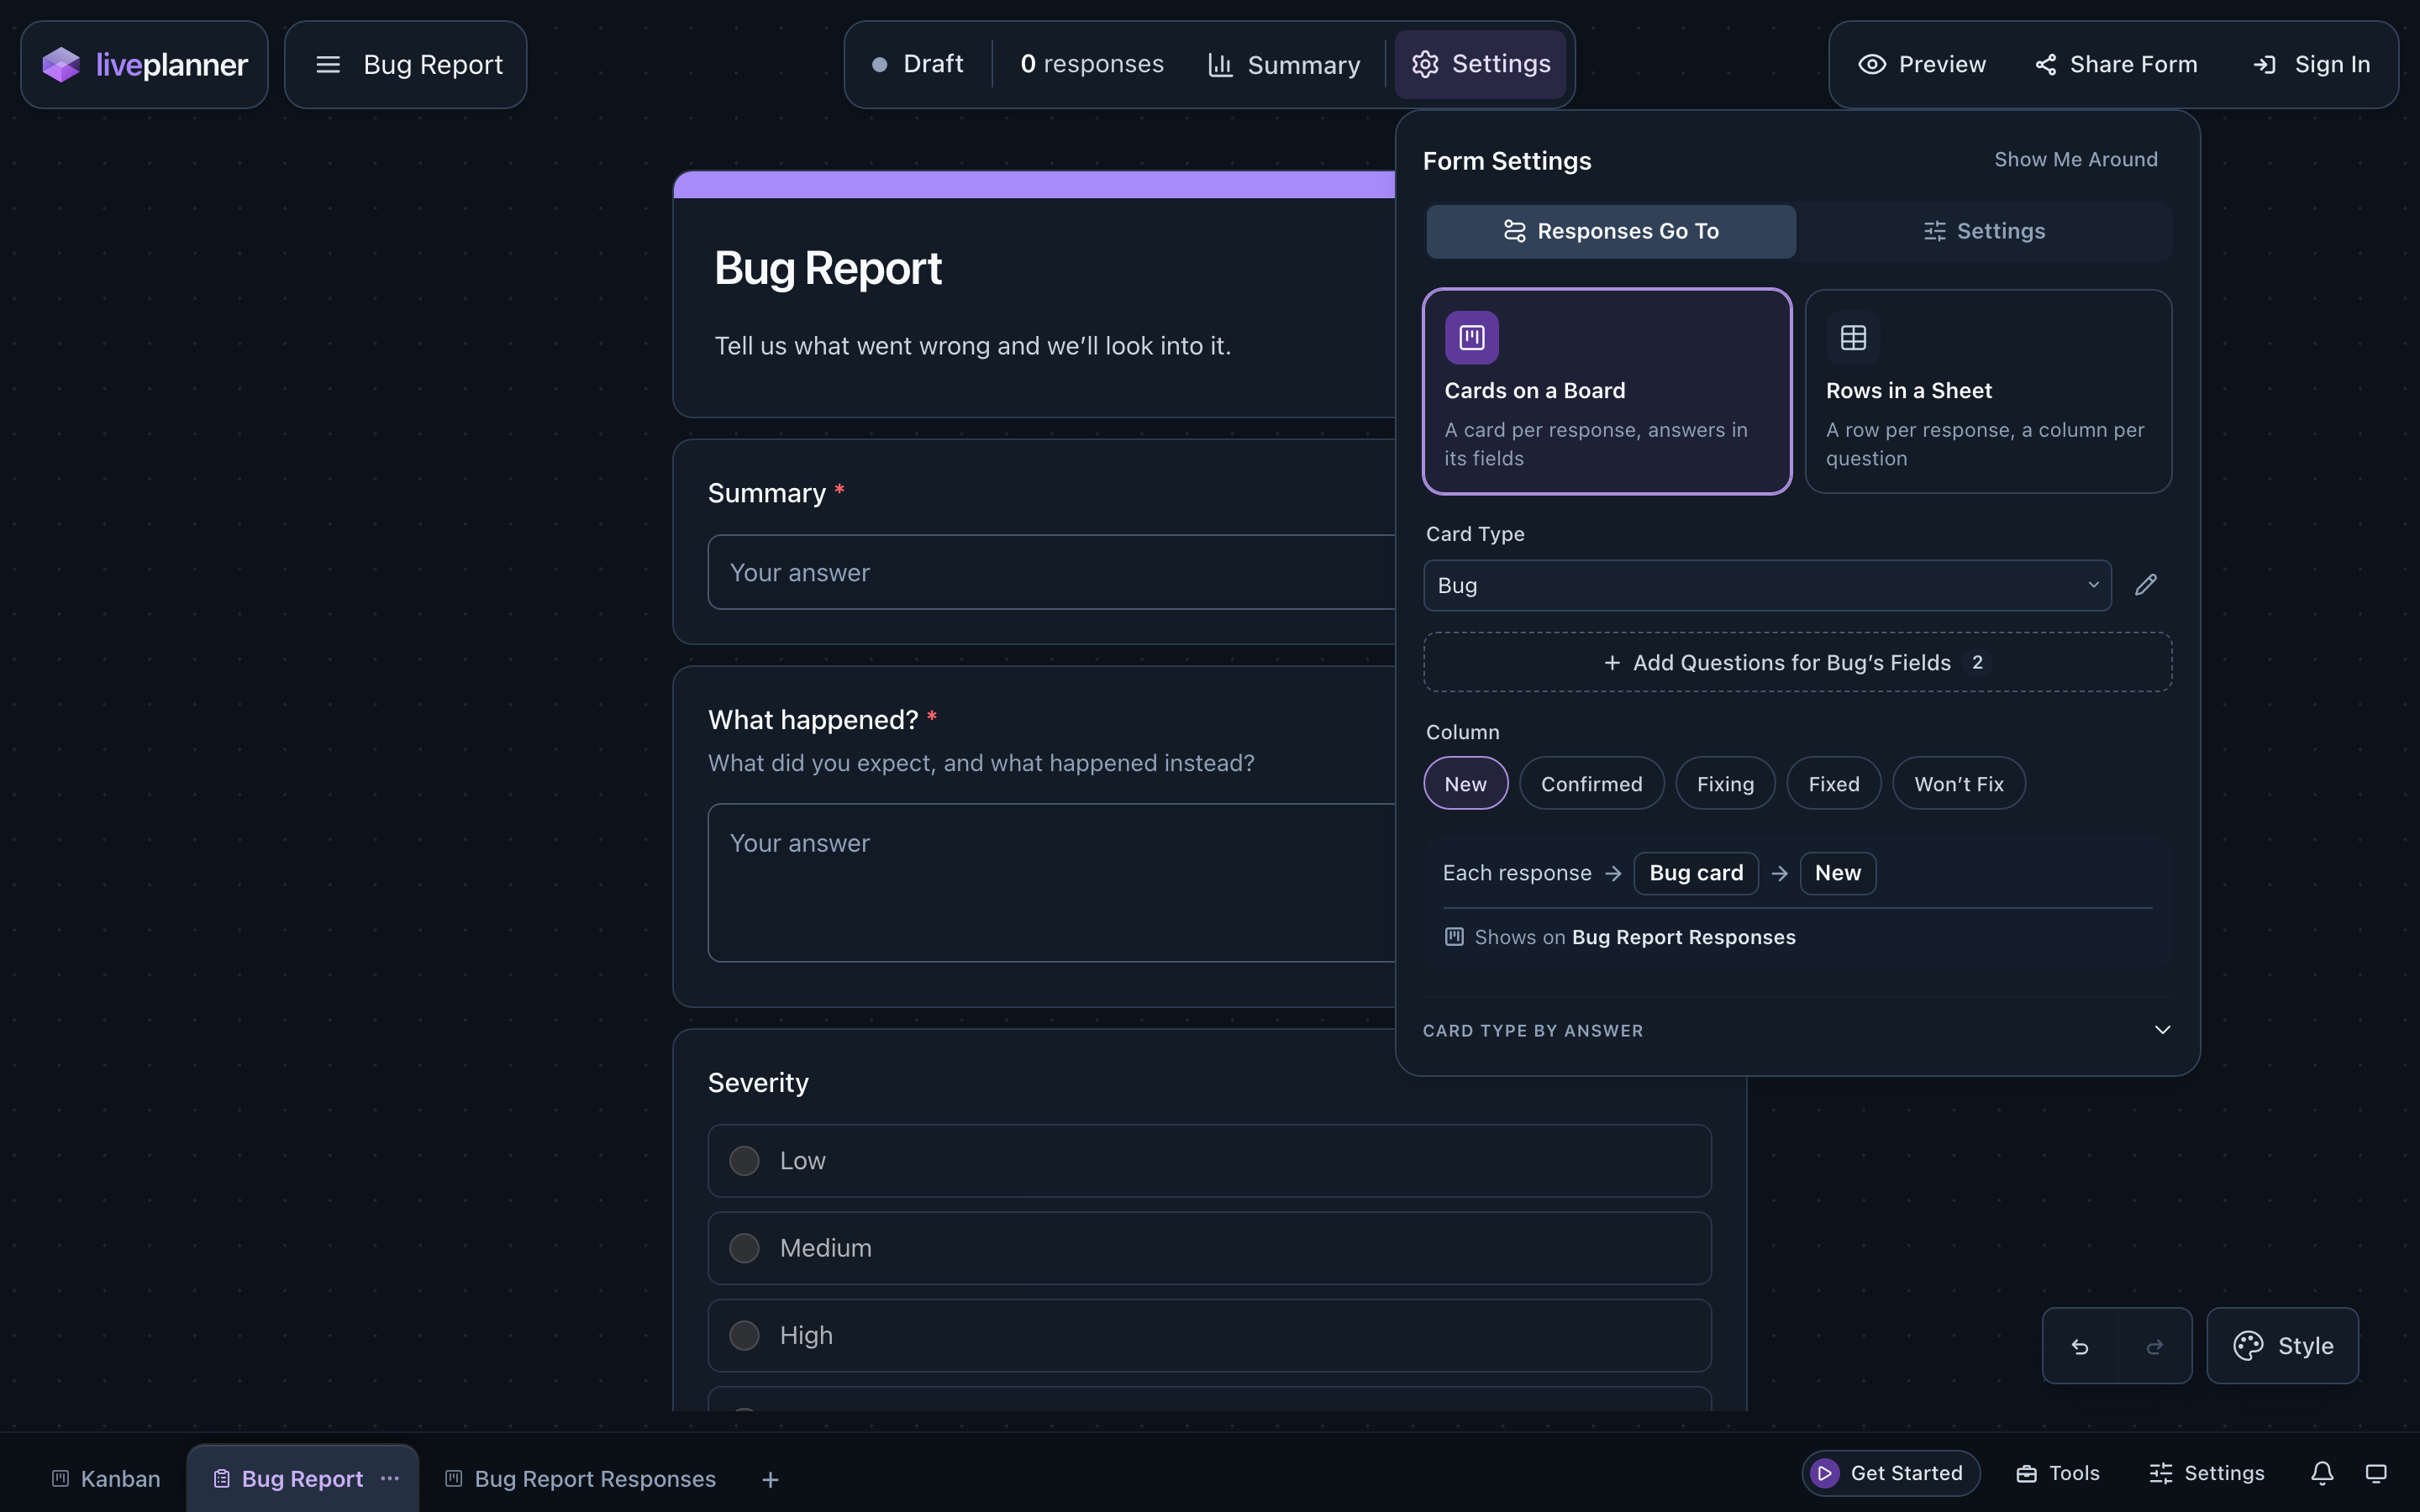 liveplanner
Bug Report
Draft
0 responses
Summary
Settings
Preview
Share Form
Sign In
Bug Report
Tell us what went wrong and we’ll look into it.
Summary *
Your answer
What happened? *
What did you expect, and what happened instead?
Your answer
Severity
Low
Medium
High
Form Settings
Show Me Around
Responses Go To
Settings
Cards on a Board
A card per response, answers in
its fields
Rows in a Sheet
A row per response, a column per
question
Card Type
Bug
Add Questions for Bug’s Fields 2
Column
New
Confirmed
Fixing
Fixed
Won’t Fix
Each response → Bug card → New
Shows on Bug Report Responses
CARD TYPE BY ANSWER
Style
Kanban
Bug Report
Bug Report Responses
Get Started
Tools
Settings